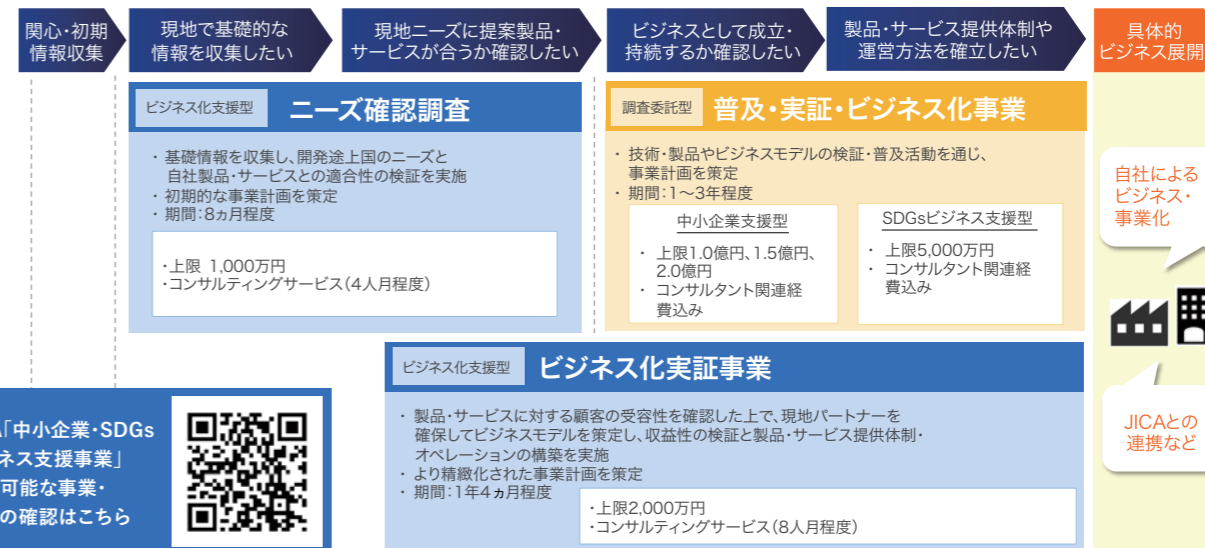 関心・初期
情報収集
現地で基礎的な
情報を収集したい
現地ニーズに提案製品・
サービスが合うか確認したい
ビジネスとして成立・
持続するか確認したい
製品・サービス提供体制や
運営方法を確立したい
具体的
ビジネス展開
ビジネス化支援型
ニーズ確認調査
・ 基礎情報を収集し、開発途上国のニーズと
自社製品・サービスとの適合性の検証を実施
・ 初期的な事業計画を策定
・ 期間：8ヵ月程度
・上限 1,000万円
・コンサルティングサービス（4人月程度）
調査委託型
普及・実証・ビジネス化事業
・ 技術・製品やビジネスモデルの検証・普及活動を通じ、
事業計画を策定
・ 期間：1～3年程度
中小企業支援型
・ 上限1.0億円、1.5億円、
2.0億円
・ コンサルタント関連経
費込み
SDGsビジネス支援型
・ 上限5,000万円
・ コンサルタント関連経
費込み
自社による
ビジネス・
事業化
ビジネス化支援型
ビジネス化実証事業
・ 製品・サービスに対する顧客の受容性を確認した上で、現地パートナーを
確保してビジネスモデルを策定し、収益性の検証と製品・サービス提供体制・
オペレーションの構築を実施
・ より精緻化された事業計画を策定
・ 期間：1年4ヵ月程度
・上限2,000万円
・コンサルティングサービス（8人月程度）
JICAとの
連携など
「中小企業・SDGs
ネス支援事業」
可能な事業・
の確認はこちら